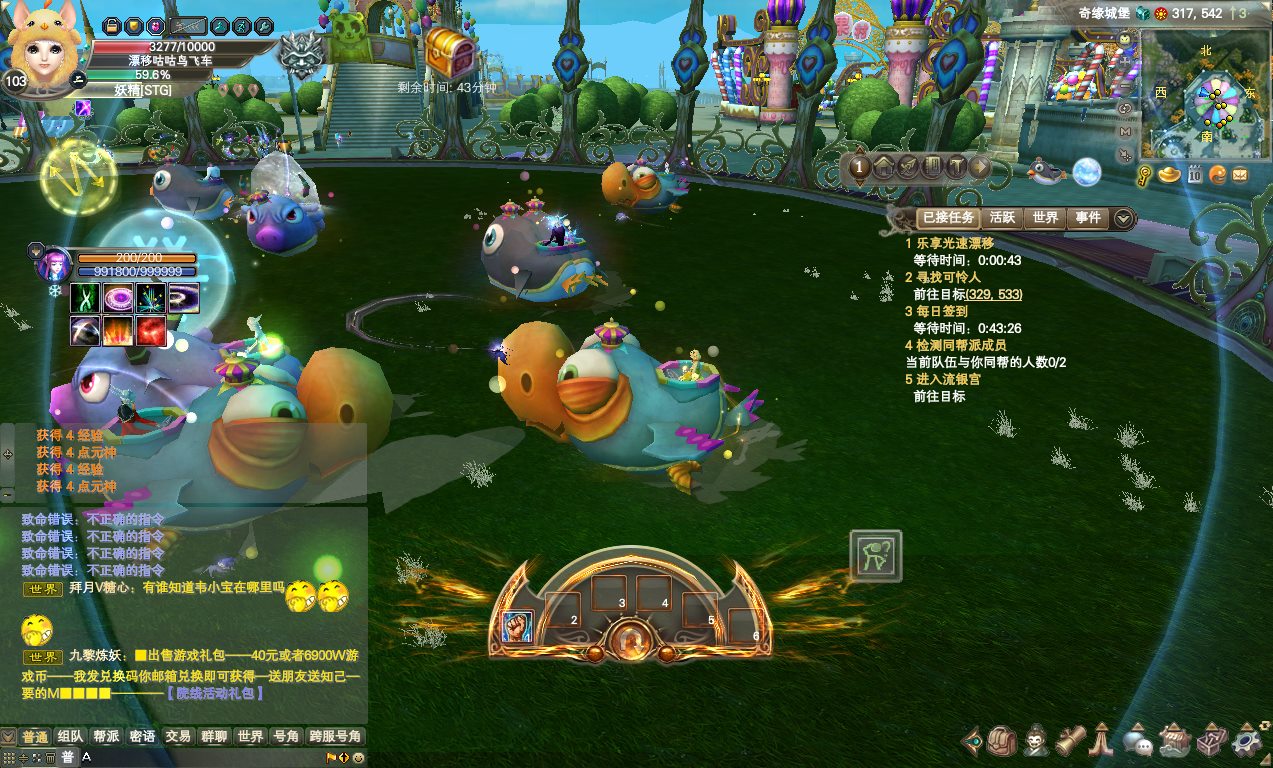 3277/10000
漂移咕咕鸟飞车
59.6%
妖精[STG]
103
剩余时间: 43分钟
果树
奇缘城堡 317, 542 ↑3
北
西 东
南
M
10
1
已接任务 活跃 世界 事件
1 乐享光速漂移
等待时间：0:00:43
2 寻找可怜人
前往目标(329, 533)
3 每日签到
等待时间：0:43:26
4 检测同帮派成员
当前队伍与你同帮的人数0/2
5 进入流银宫
前往目标
200/200
991800/999999
获得 4 经验
获得 4 点元神
获得 4 经验
获得 4 点元神
致命错误：不正确的指令
致命错误：不正确的指令
致命错误：不正确的指令
致命错误：不正确的指令
世界 拜月V糖心：有谁知道韦小宝在哪里吗
世界 九黎炼妖：■出售游戏礼包——40元或者6900W游
戏币——我发兑换码你邮箱兑换即可获得—送朋友送知己—
要的M■■■■————【院线活动礼包】
2 3 4 5 6
普通 组队 帮派 密语 交易 群聊 世界 号角 跨服号角
普 A